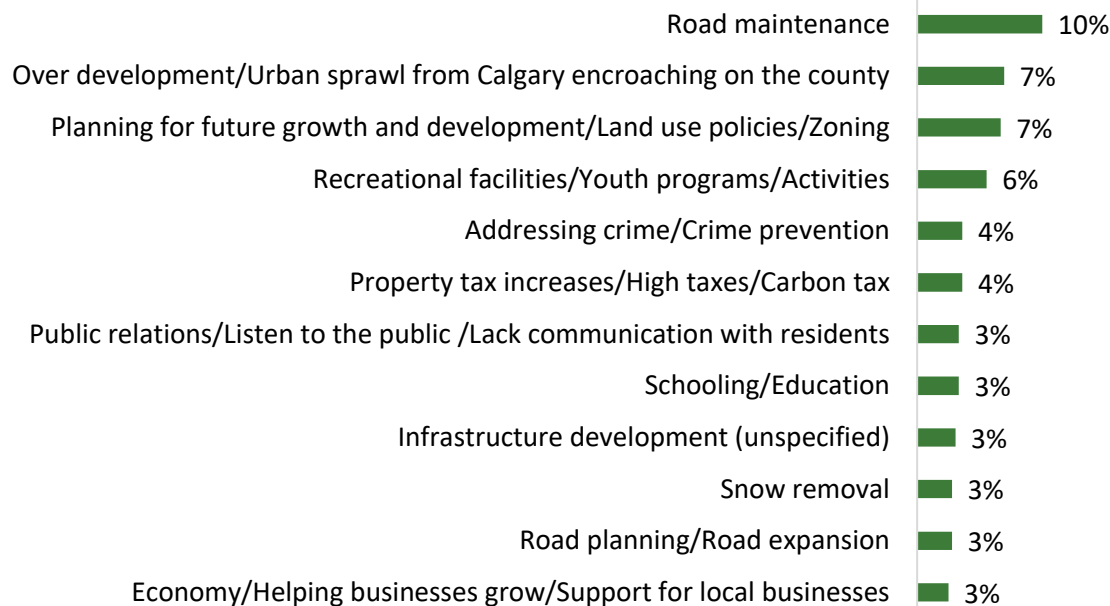 Road maintenance 10%
Over development/Urban sprawl from Calgary encroaching on the county 7%
Planning for future growth and development/Land use policies/Zoning 7%
Recreational facilities/Youth programs/Activities 6%
Addressing crime/Crime prevention 4%
Property tax increases/High taxes/Carbon tax 4%
Public relations/Listen to the public /Lack communication with residents 3%
Schooling/Education 3%
Infrastructure development (unspecified) 3%
Snow removal 3%
Road planning/Road expansion 3%
Economy/Helping businesses grow/Support for local businesses 3%